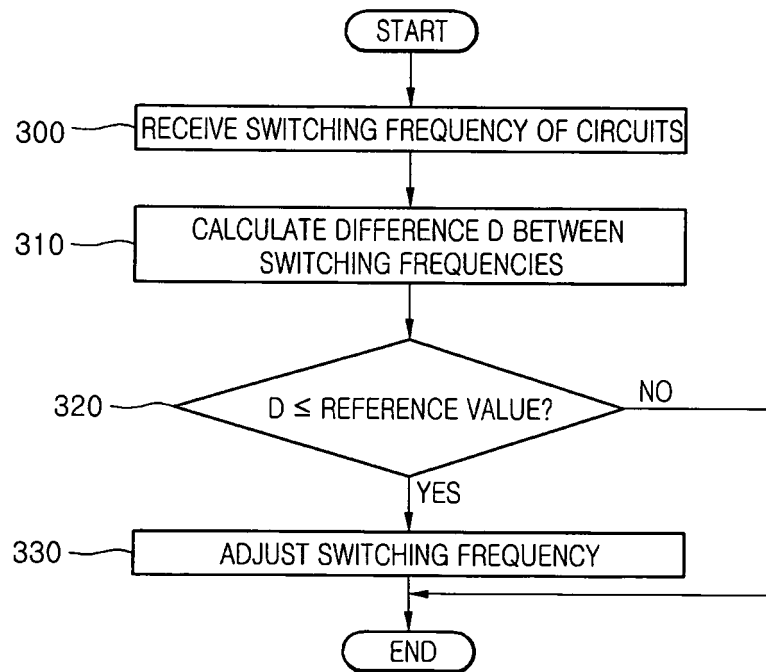 START
300
RECEIVE SWITCHING FREQUENCY OF CIRCUITS
310
CALCULATE DIFFERENCE D BETWEEN
SWITCHING FREQUENCIES
320
D ≤ REFERENCE VALUE?
NO
YES
330
ADJUST SWITCHING FREQUENCY
END